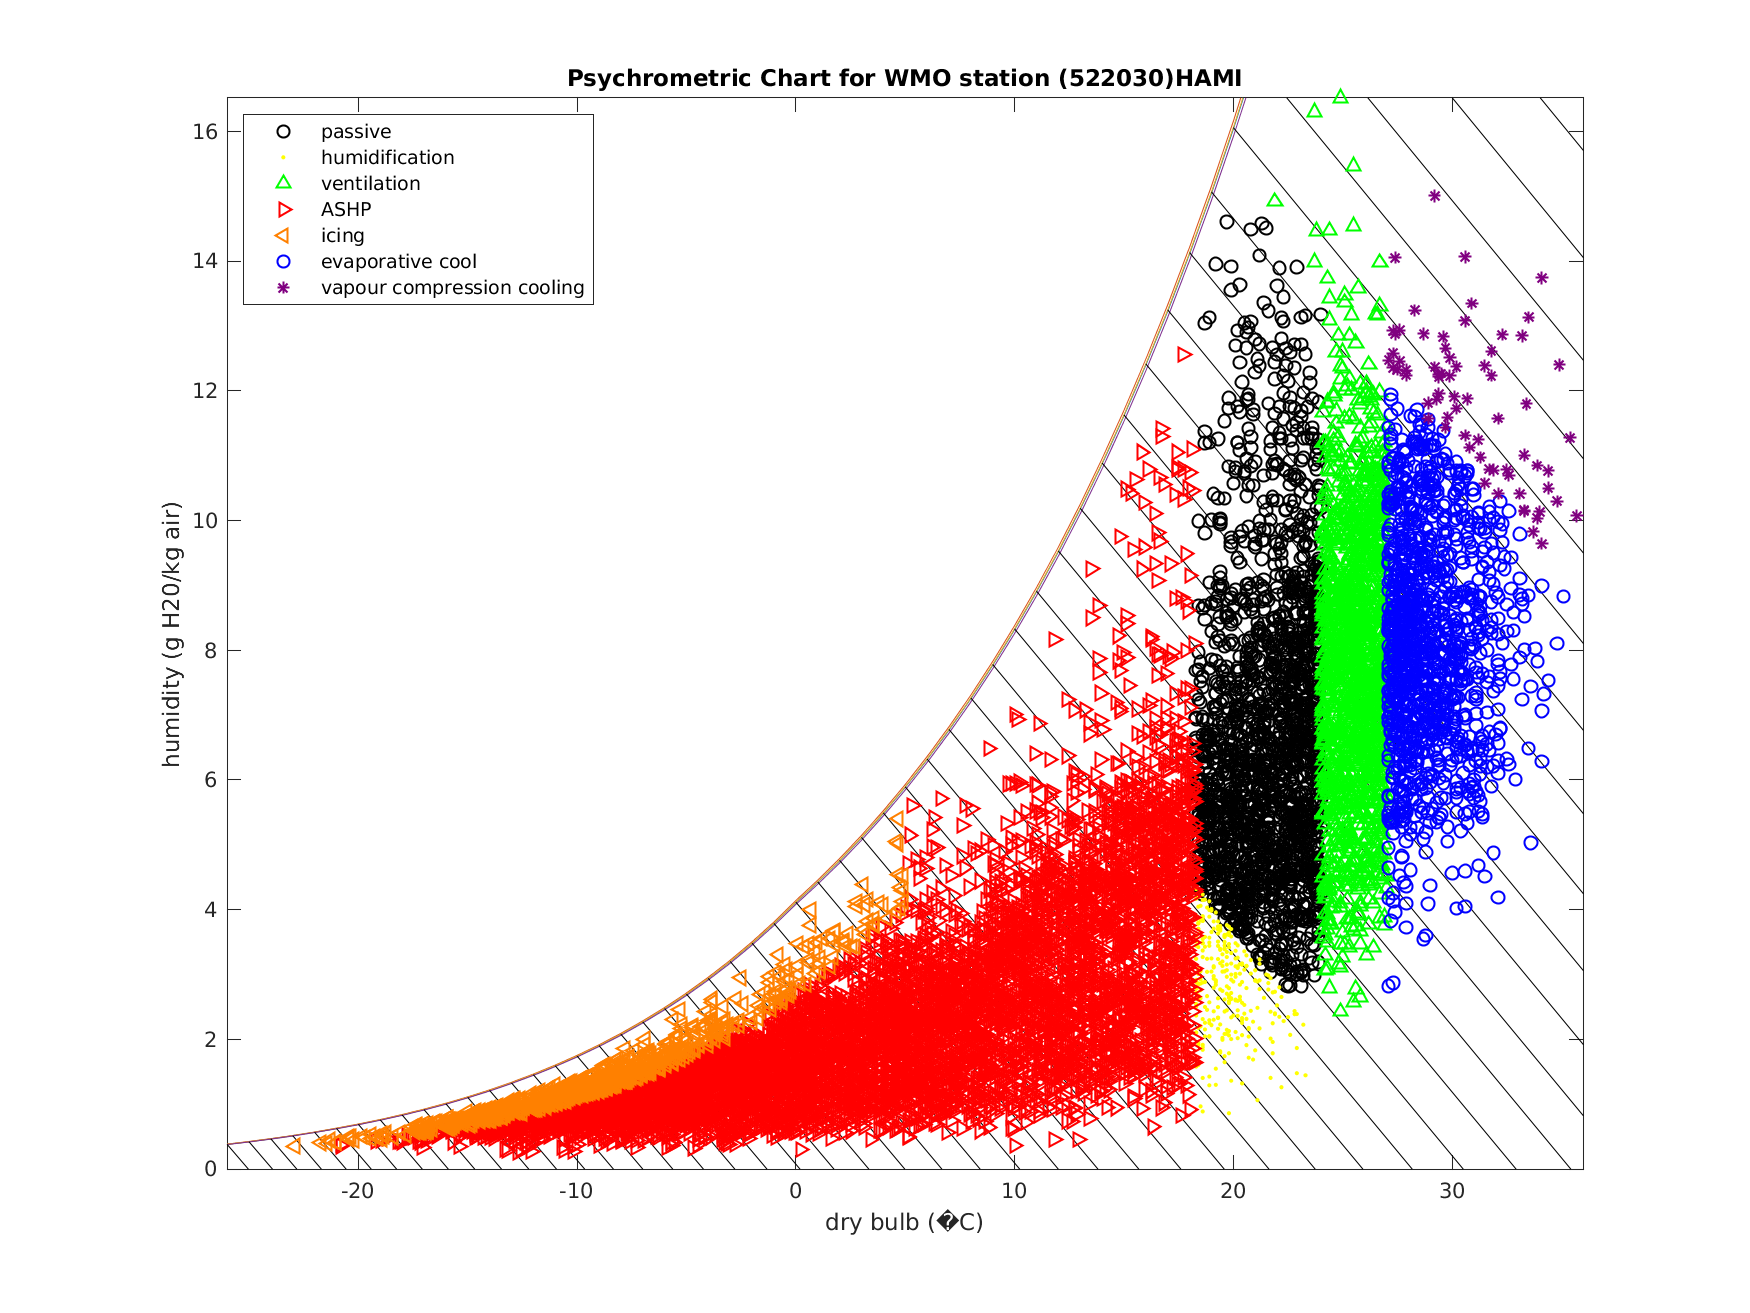 Psychrometric Chart for WMO station (522030)HAMI
passive
humidification
ventilation
ASHP
icing
evaporative cool
vapour compression cooling
humidity (g H20/kg air)
16
14
12
10
8
6
4
2
0
-20 -10 0 10 20 30
dry bulb (�C)